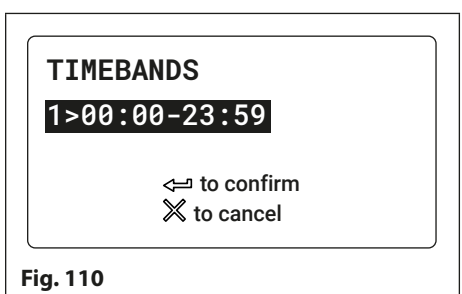 TIMEBANDS
1>00:00-23:59
to confirm
to cancel
Fig. 110